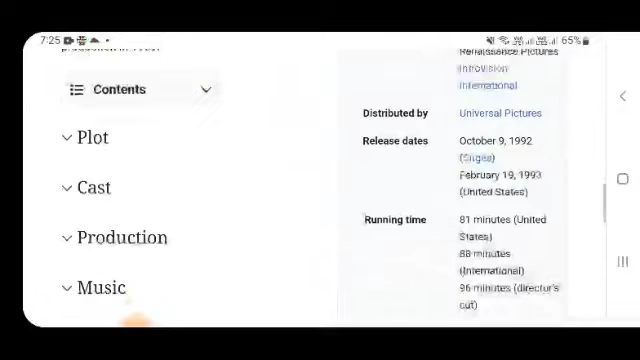 7:25 65%
Contents
Plot
Cast
Production
Music
Renaissance Pictures
Introvision
International
Distributed by Universal Pictures
Release dates October 9, 1992
(Sitges)
February 19, 1993
(United States)
Running time 81 minutes (United
States)
88 minutes
(International)
96 minutes (director's
cut)